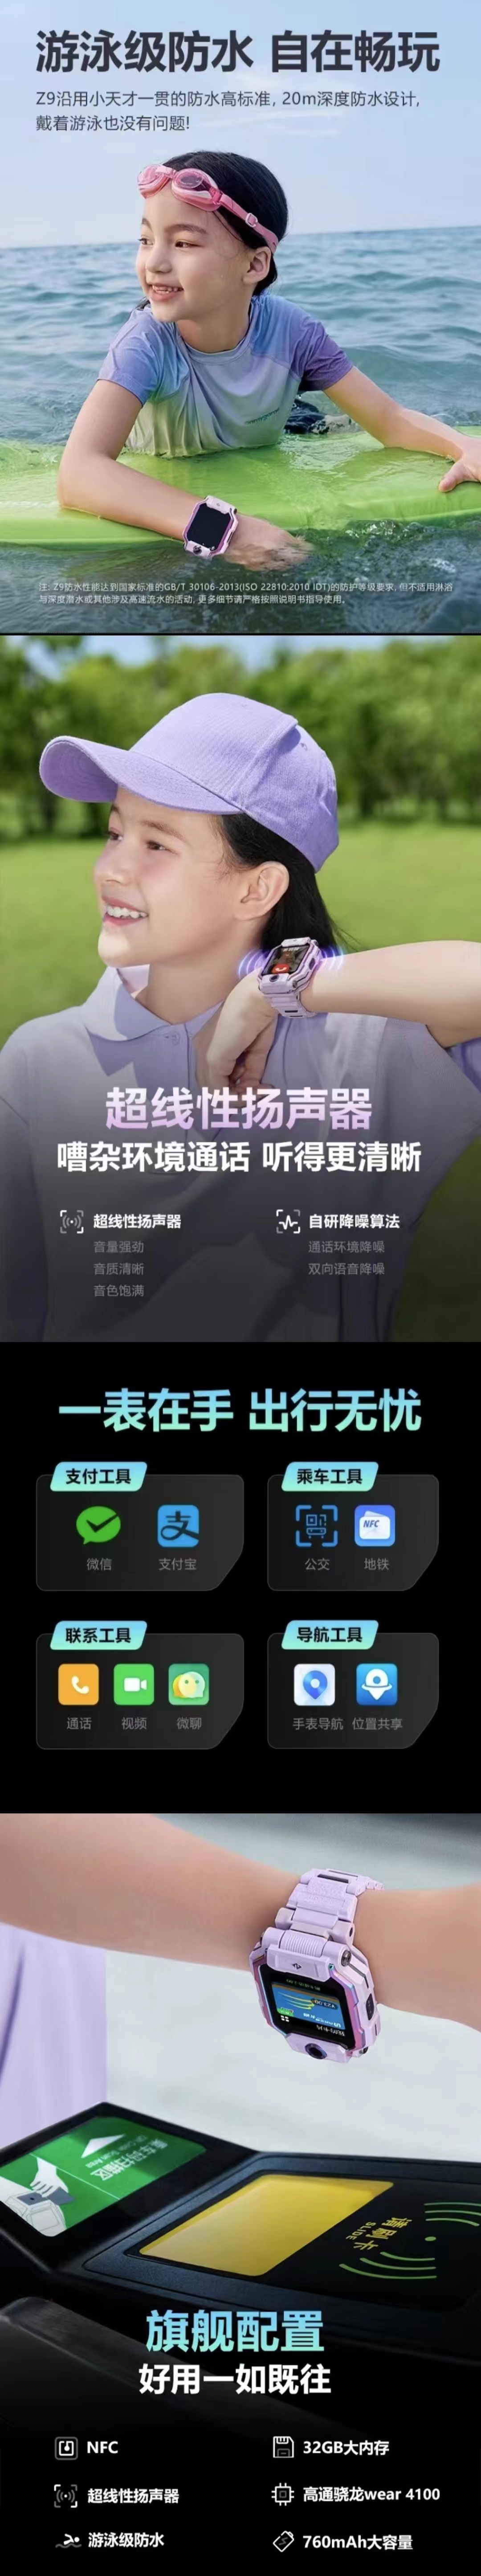 游泳级防水 自在畅玩
Z9沿用小天才一贯的防水高标准, 20m深度防水设计,
戴着游泳也没有问题!
注: Z9防水性能达到国家标准的GB/T 30106-2013(ISO 22810:2010 IDT)的防护等级要求, 但不适用淋浴
与深度潜水或其他涉及高速流水的活动, 更多细节请严格按照说明书指导使用。
超线性扬声器
嘈杂环境通话 听得更清晰
超线性扬声器
音量强劲
音质清晰
音色饱满
自研降噪算法
通话环境降噪
双向语音降噪
一表在手 出行无忧
支付工具
微信
支付宝
乘车工具
公交
NFC
地铁
联系工具
通话
视频
微聊
导航工具
手表导航
位置共享
请刷卡
SLIDE
旗舰配置
好用一如既往
NFC
32GB大内存
超线性扬声器
高通骁龙wear 4100
游泳级防水
760mAh大容量